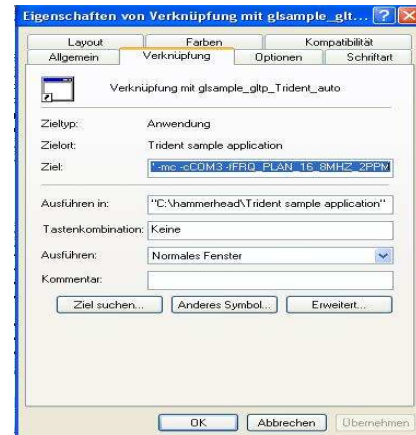 Eigenschaften von Verknüpfung mit glsample_glt...
Layout Farben Kompatibilität
Allgemein Verknüpfung Optionen Schriftart
Verknüpfung mit glsample_gltp_Trident_auto
Zieltyp: Anwendung
Zielort: Trident sample application
Ziel: " -mc -cCOM3 -fFRQ_PLAN_16_8MHZ_2PPM
Ausführen in: "C:\hammerhead\Trident sample application"
Tastenkombination: Keine
Ausführen: Normales Fenster
Kommentar:
Ziel suchen... Anderes Symbol... Erweitert...
OK Abbrechen Übernehmen